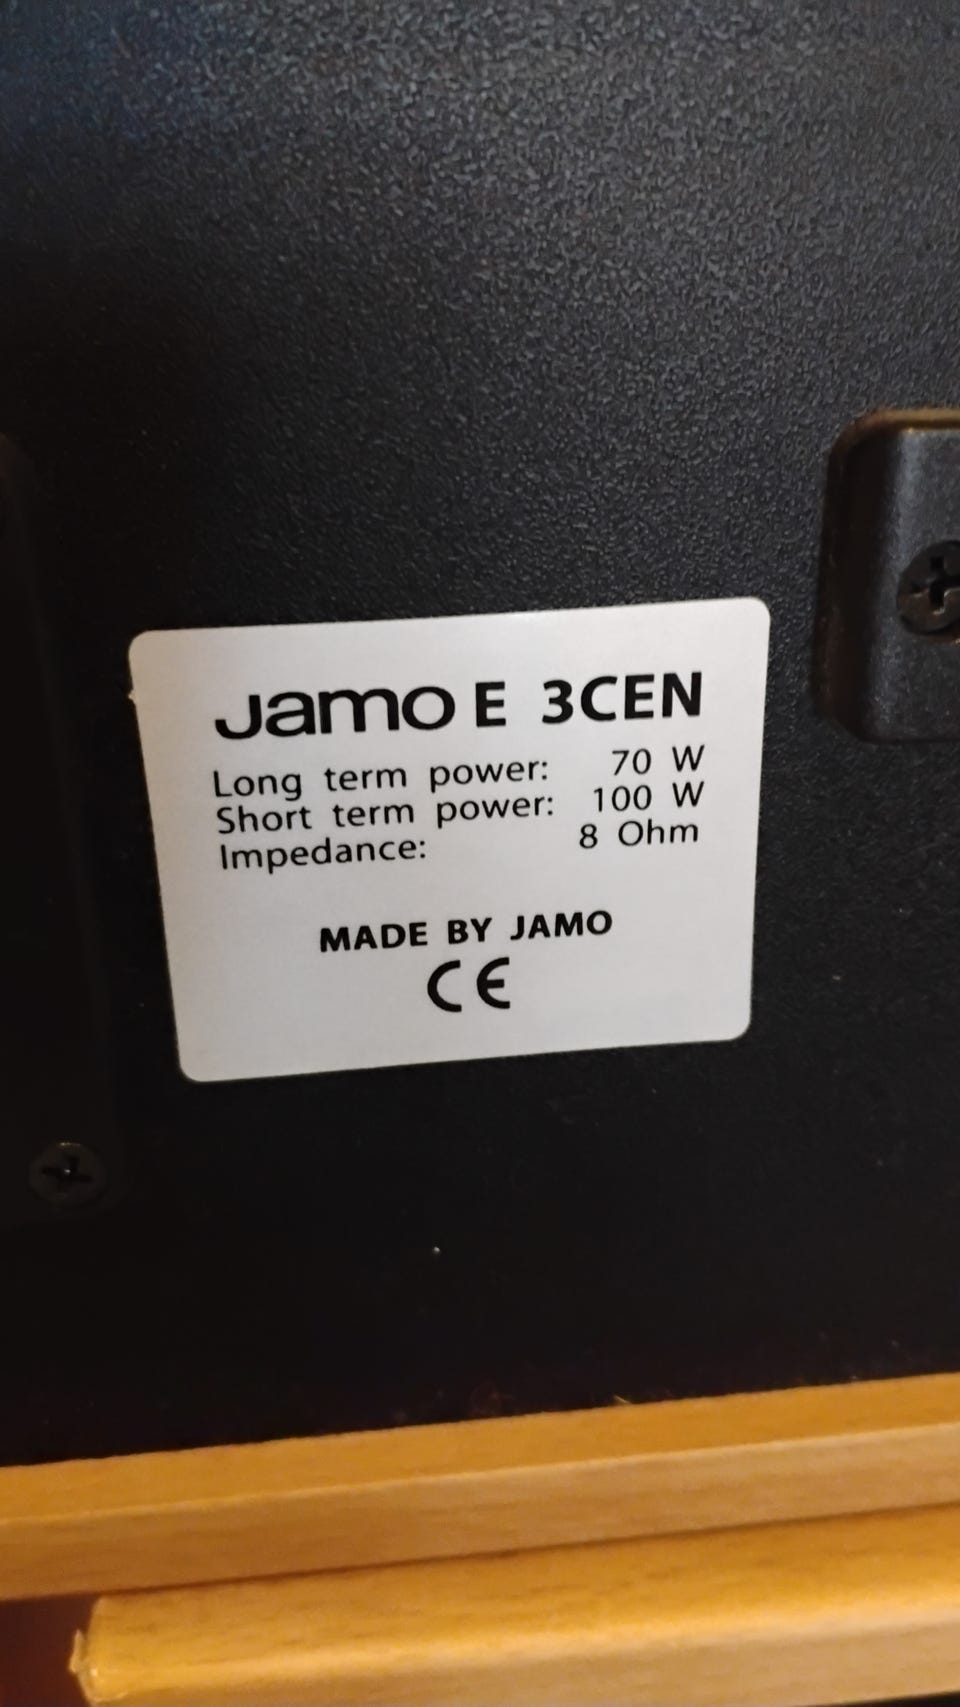 Jamo E 3CEN
Long term power: 70 W
Short term power: 100 W
Impedance: 8 Ohm
MADE BY JAMO
CE